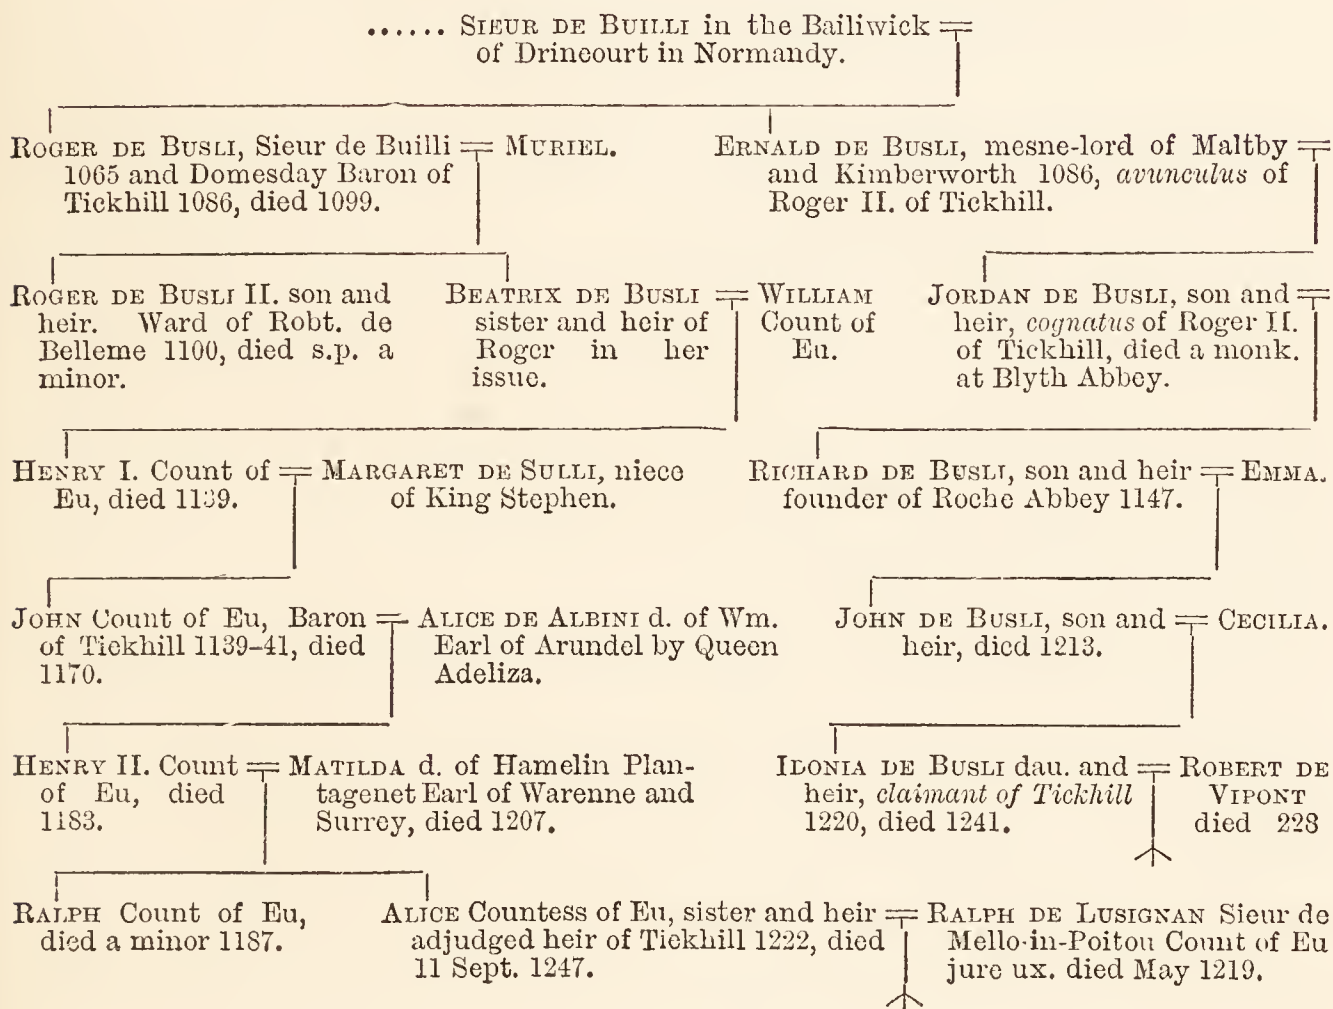 ...... SIEUR DE BUILLI in the Bailiwick
of Drincourt in Normandy.
ROGER DE BUSLI, Sieur de Builli
1065 and Domesday Baron of
Tickhill 1086, died 1099.
MURIEL.
ERNALD DE BUSLI, mesne-lord of Maltby
and Kimberworth 1086, avunculus of
Roger II. of Tickhill.
ROGER DE BUSLI II. son and
heir. Ward of Robt. de
Belleme 1100, died s.p. a
minor.
BEATRIX DE BUSLI
sister and heir of
Roger in her
issue.
WILLIAM
Count of
Eu.
JORDAN DE BUSLI, son and
heir, cognatus of Roger II.
of Tickhill, died a monk.
at Blyth Abbey.
HENRY I. Count of
Eu, died 1139.
MARGARET DE SULLI, niece
of King Stephen.
RICHARD DE BUSLI, son and heir
founder of Roche Abbey 1147.
EMMA.
JOHN Count of Eu, Baron
of Tickhill 1139-41, died
1170.
ALICE DE ALBINI d. of Wm.
Earl of Arundel by Queen
Adeliza.
JOHN DE BUSLI, son and
heir, died 1213.
CECILIA.
HENRY II. Count
of Eu, died
1183.
MATILDA d. of Hamelin Plan-
tagenet Earl of Warenne and
Surrey, died 1207.
IDONIA DE BUSLI dau. and
heir, claimant of Tickhill
1220, died 1241.
ROBERT DE
VIPONT
died 228
RALPH Count of Eu,
died a minor 1187.
ALICE Countess of Eu, sister and heir
adjudged heir of Tickhill 1222, died
11 Sept. 1247.
RALPH DE LUSIGNAN Sieur de
Mello-in-Poitou Count of Eu
jure ux. died May 1219.